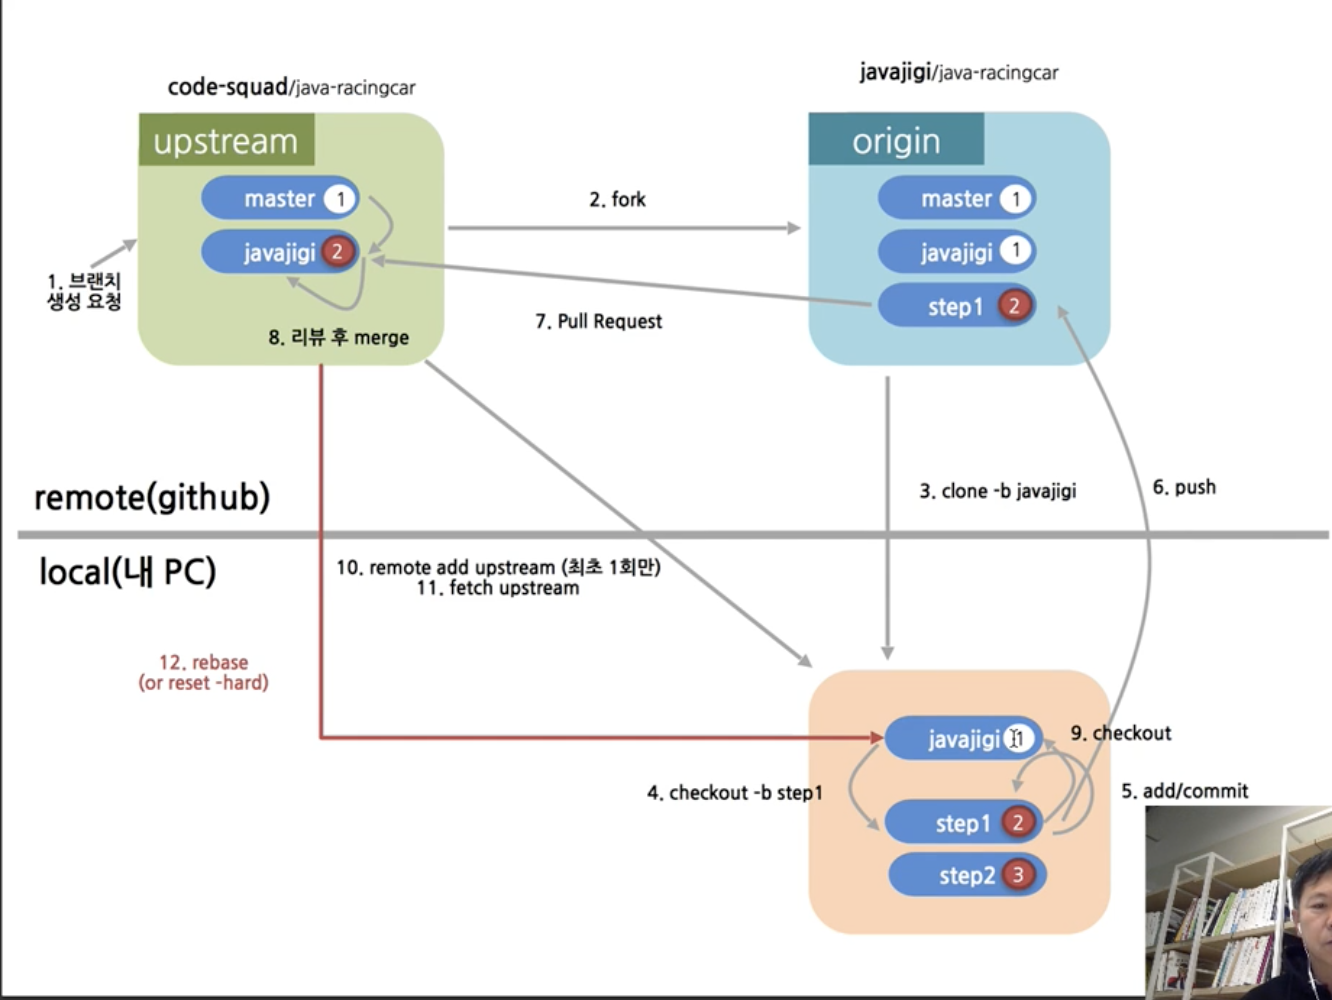 code-squad/java-racingcar
javajigi/java-racingcar
upstream
origin
master 1
javajigi 2
master 1
javajigi 1
step1 2
1. 브랜치
생성 요청
2. fork
7. Pull Request
8. 리뷰 후 merge
3. clone -b javajigi
6. push
remote(github)
local(내 PC)
10. remote add upstream (최초 1회만)
11. fetch upstream
12. rebase
(or reset -hard)
javajigi 1
9. checkout
4. checkout -b step1
5. add/commit
step1 2
step2 3